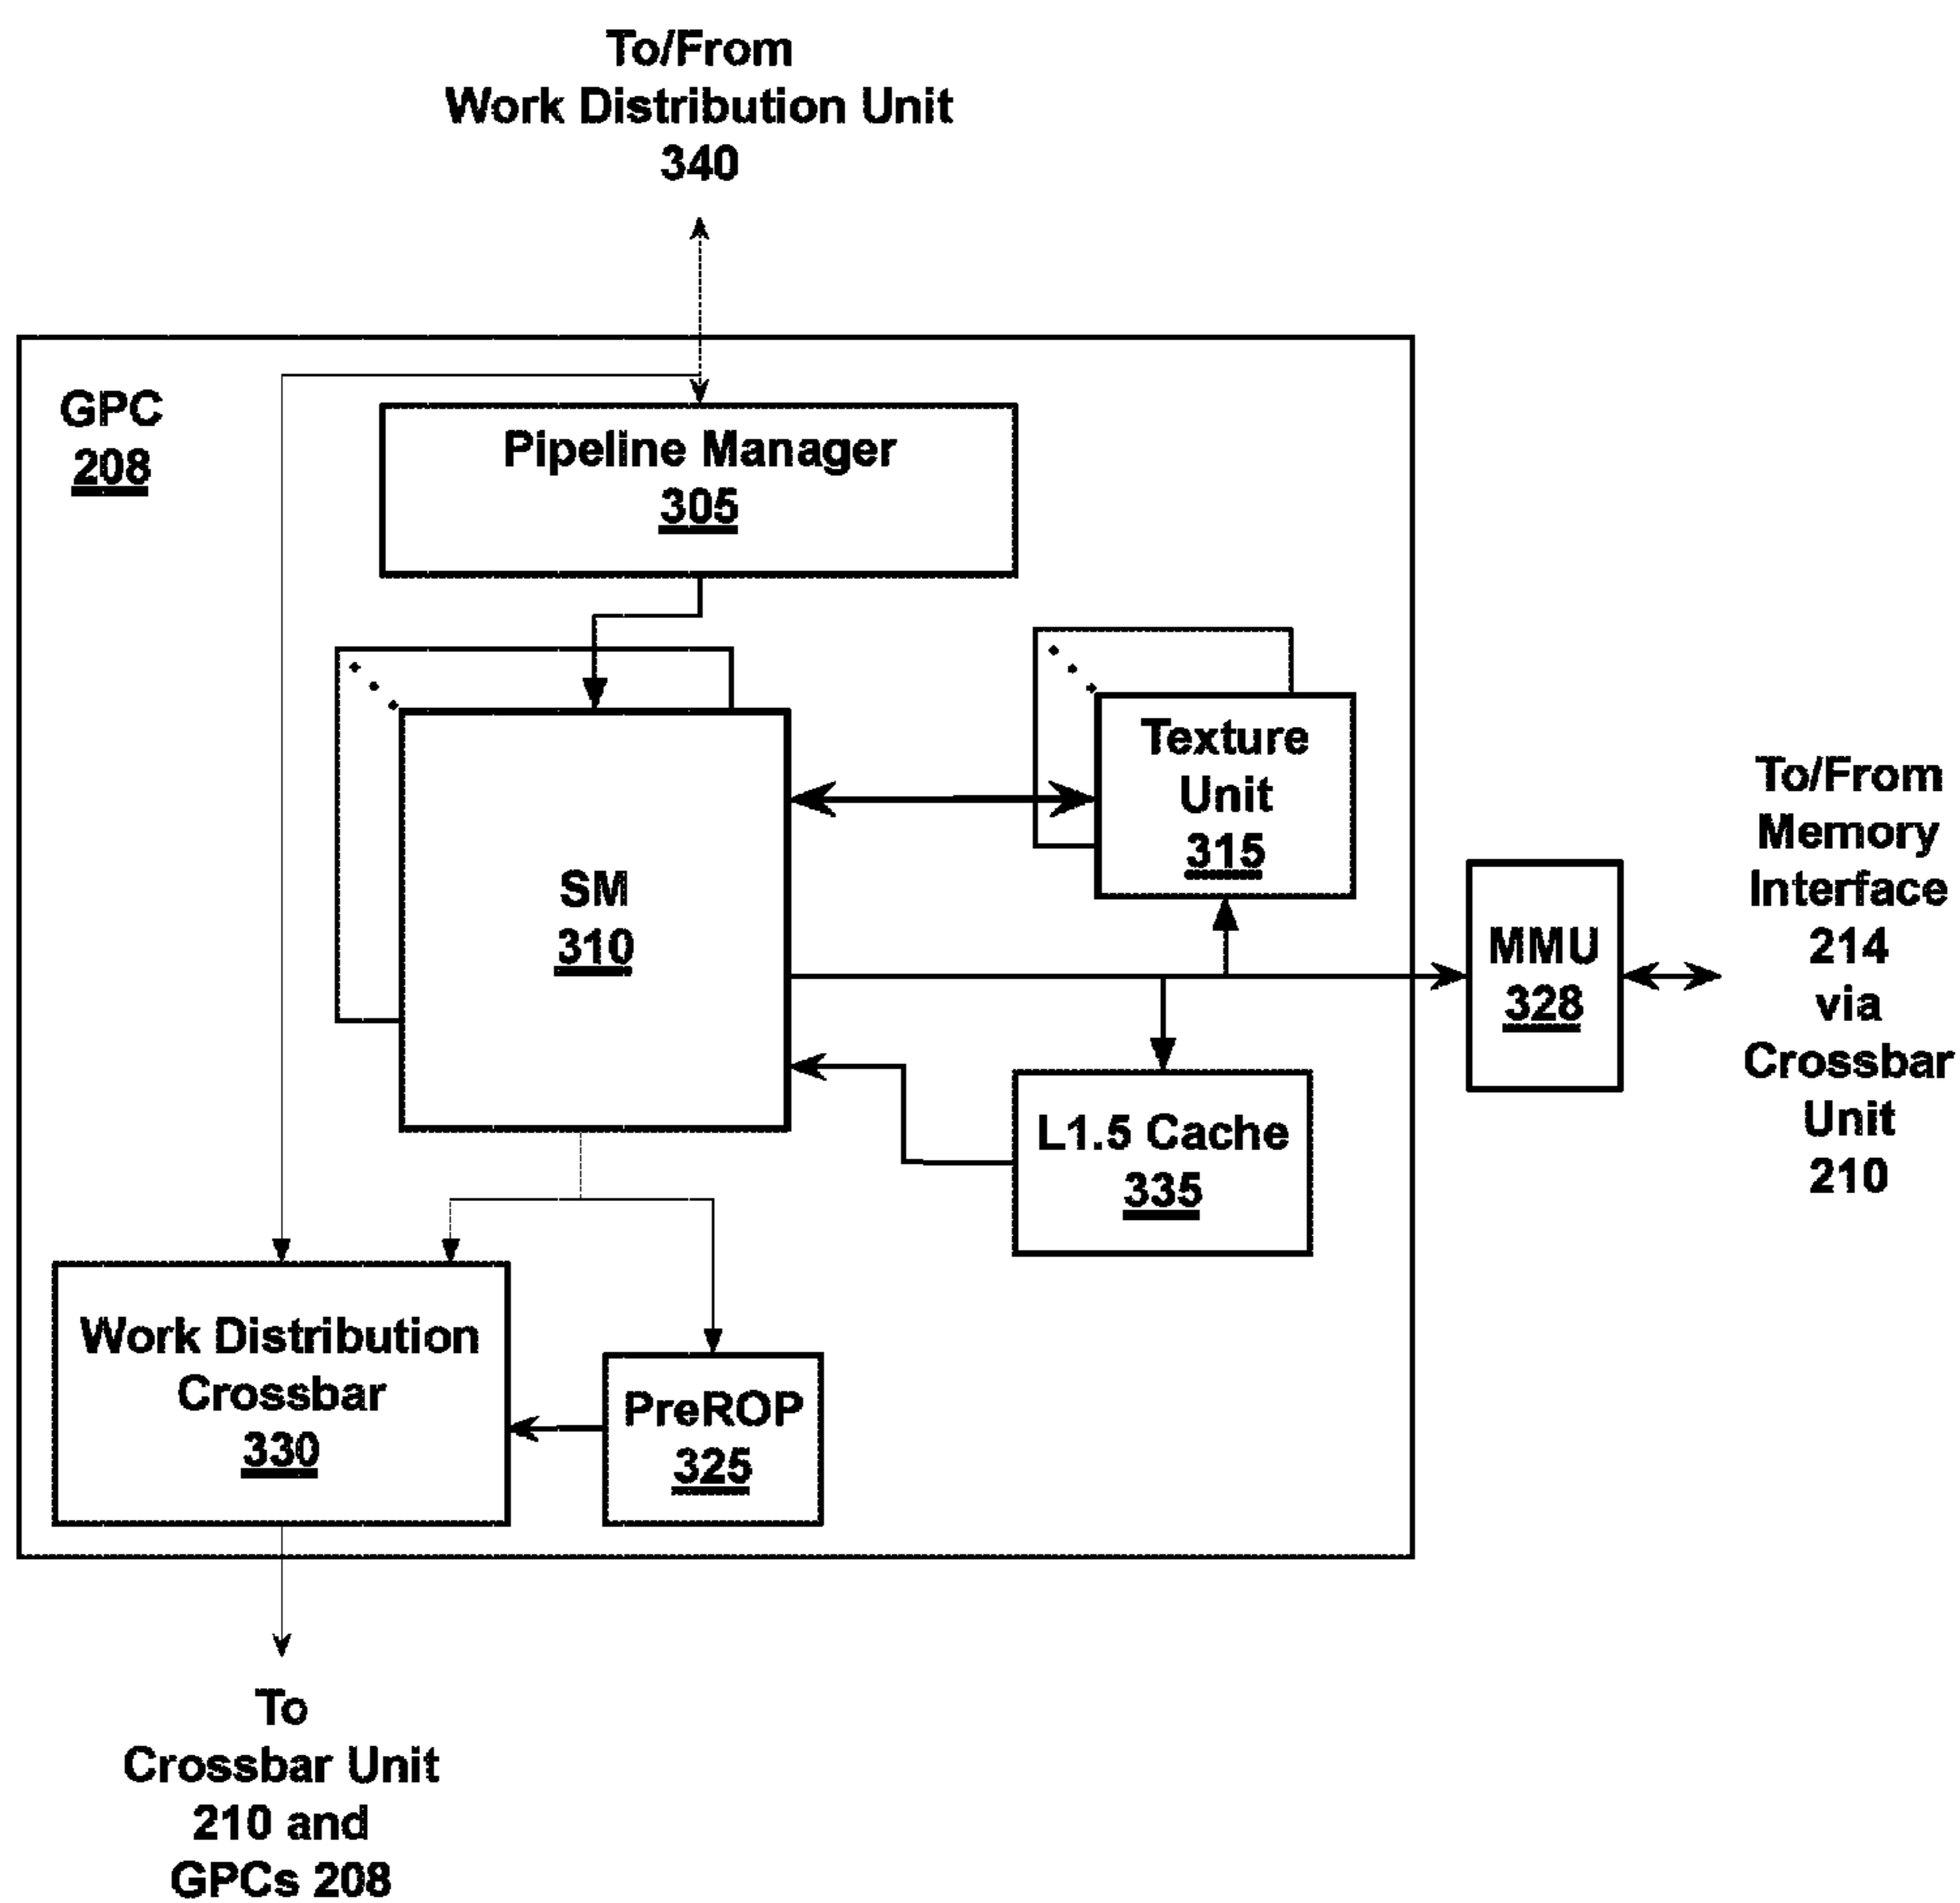 To/From
Work Distribution Unit
340
GPC
208
Pipeline Manager
305
Texture
Unit
315
SM
310
To/From
Memory
Interface
214
via
Crossbar
Unit
210
MMU
328
L1.5 Cache
335
Work Distribution
Crossbar
330
PreROP
325
To
Crossbar Unit
210 and
GPCs 208